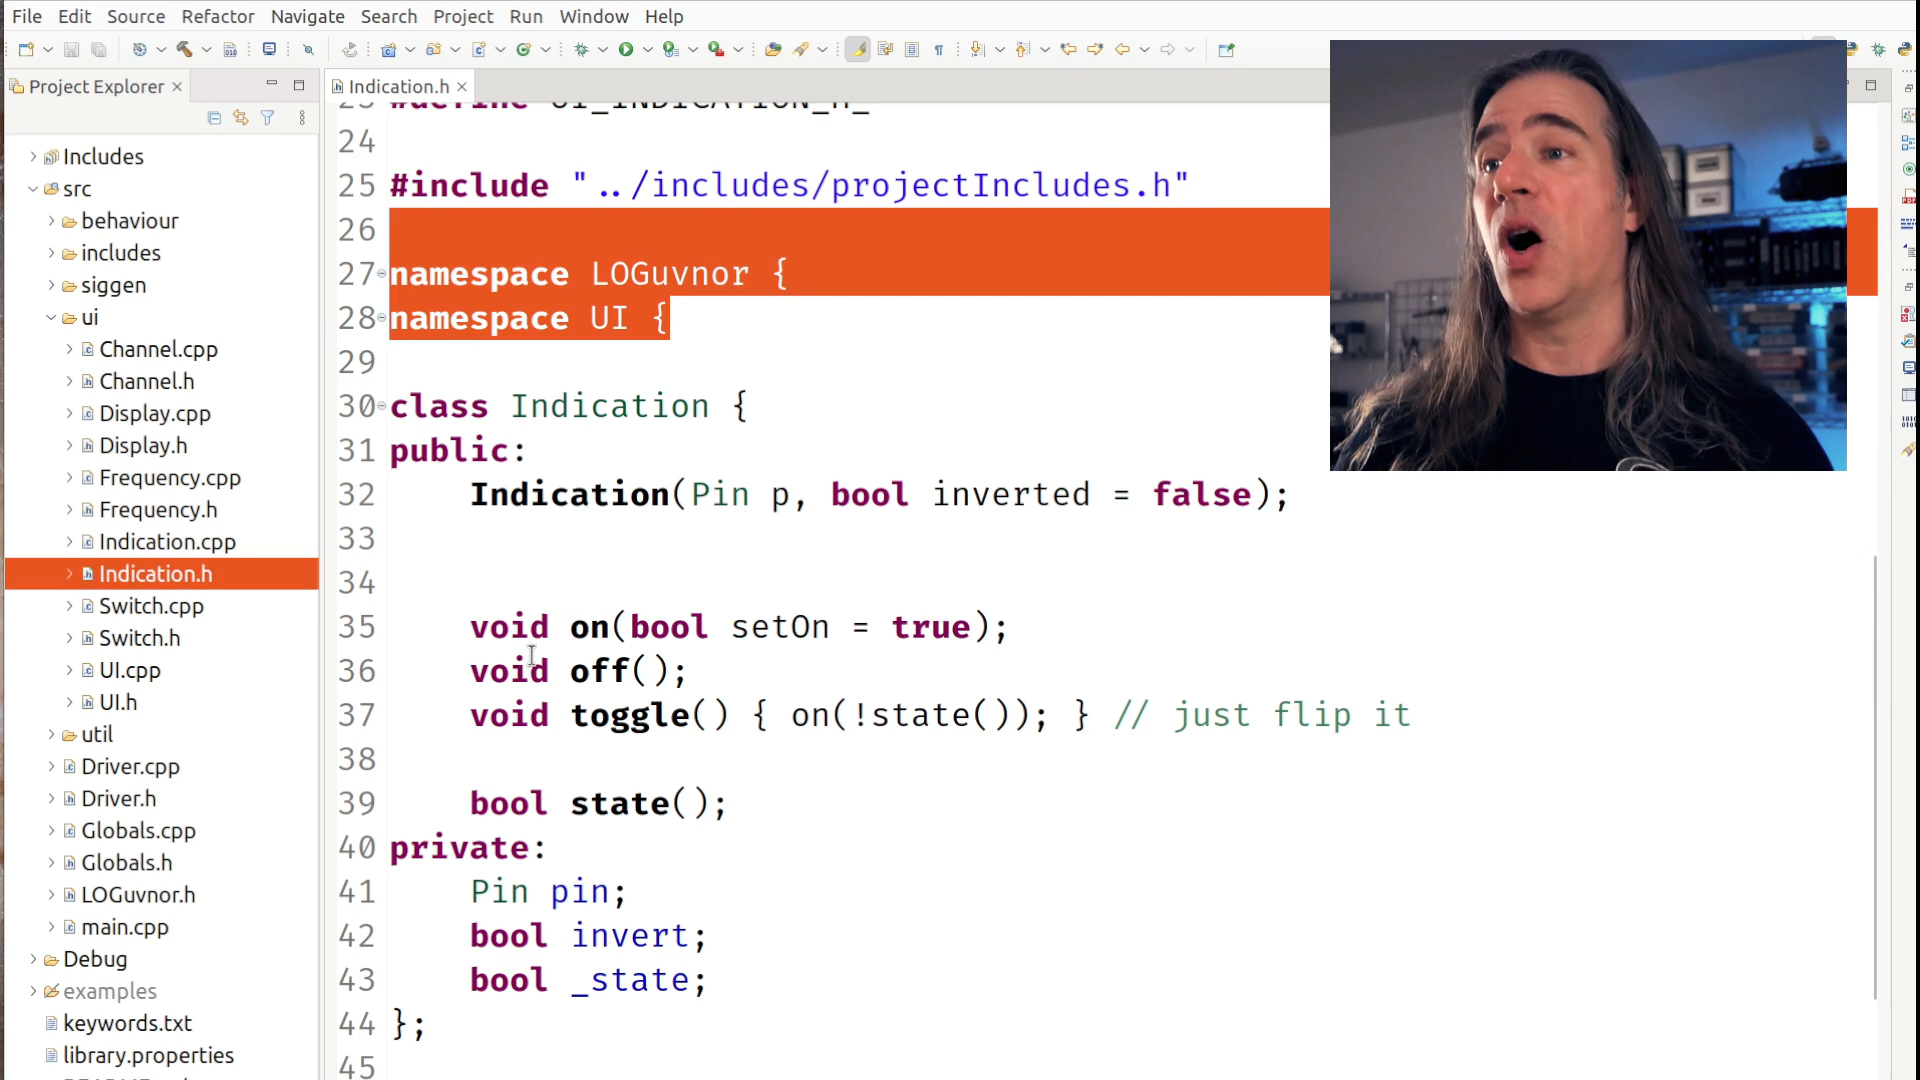 File Edit Source Refactor Navigate Search Project Run Window Help
Project Explorer
Indication.h
Includes
src
behaviour
includes
siggen
ui
Channel.cpp
Channel.h
Display.cpp
Display.h
Frequency.cpp
Frequency.h
Indication.cpp
Indication.h
Switch.cpp
Switch.h
UI.cpp
UI.h
util
Driver.cpp
Driver.h
Globals.cpp
Globals.h
LOGuvnor.h
main.cpp
Debug
examples
keywords.txt
library.properties
23 #define UI_INDICATION_H_
24
25 #include "../includes/projectIncludes.h"
26
27 namespace LOGuvnor {
28 namespace UI {
29
30 class Indication {
31 public:
32 Indication(Pin p, bool inverted = false);
33
34
35 void on(bool setOn = true);
36 void off();
37 void toggle() { on(!state()); } // just flip it
38
39 bool state();
40 private:
41 Pin pin;
42 bool invert;
43 bool _state;
44 };
45